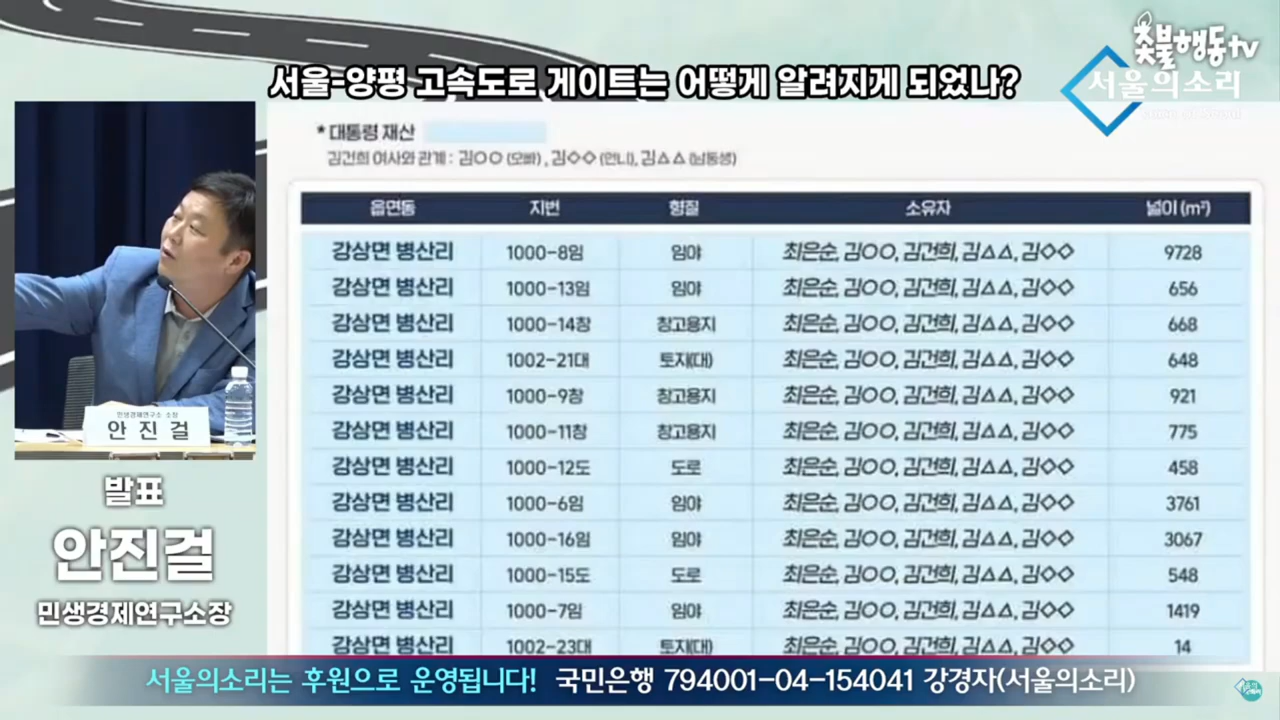 촛불행동tv
서울의소리
서울-양평 고속도로 게이트는 어떻게 알려지게 되었나?
* 대통령 재산
김건희 여사와 관계 : 김○○ (오빠) , 김◇◇ (언니), 김△△ (남동생)
읍면동 지번 형질 소유자 넓이 (m²)
강상면 병산리 1000-8임 임야 최은순, 김○○, 김건희, 김△△, 김◇◇ 9728
강상면 병산리 1000-13임 임야 최은순, 김○○, 김건희, 김△△, 김◇◇ 656
강상면 병산리 1000-14창 창고용지 최은순, 김○○, 김건희, 김△△, 김◇◇ 668
강상면 병산리 1002-21대 토지(대) 최은순, 김○○, 김건희, 김△△, 김◇◇ 648
강상면 병산리 1000-9창 창고용지 최은순, 김○○, 김건희, 김△△, 김◇◇ 921
강상면 병산리 1000-11창 창고용지 최은순, 김○○, 김건희, 김△△, 김◇◇ 775
강상면 병산리 1000-12도 도로 최은순, 김○○, 김건희, 김△△, 김◇◇ 458
강상면 병산리 1000-6임 임야 최은순, 김○○, 김건희, 김△△, 김◇◇ 3761
강상면 병산리 1000-16임 임야 최은순, 김○○, 김건희, 김△△, 김◇◇ 3067
강상면 병산리 1000-15도 도로 최은순, 김○○, 김건희, 김△△, 김◇◇ 548
강상면 병산리 1000-7임 임야 최은순, 김○○, 김건희, 김△△, 김◇◇ 1419
강상면 병산리 1002-23대 토지(대) 최은순, 김○○, 김건희, 김△△, 김◇◇ 14
민생경제연구소 소장
안 진 걸
발표
안진걸
민생경제연구소장
서울의소리는 후원으로 운영됩니다! 국민은행 794001-04-154041 강경자(서울의소리)